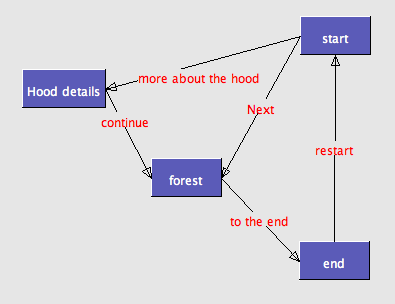 start
more about the hood
Hood details
Next
continue
restart
forest
to the end
end